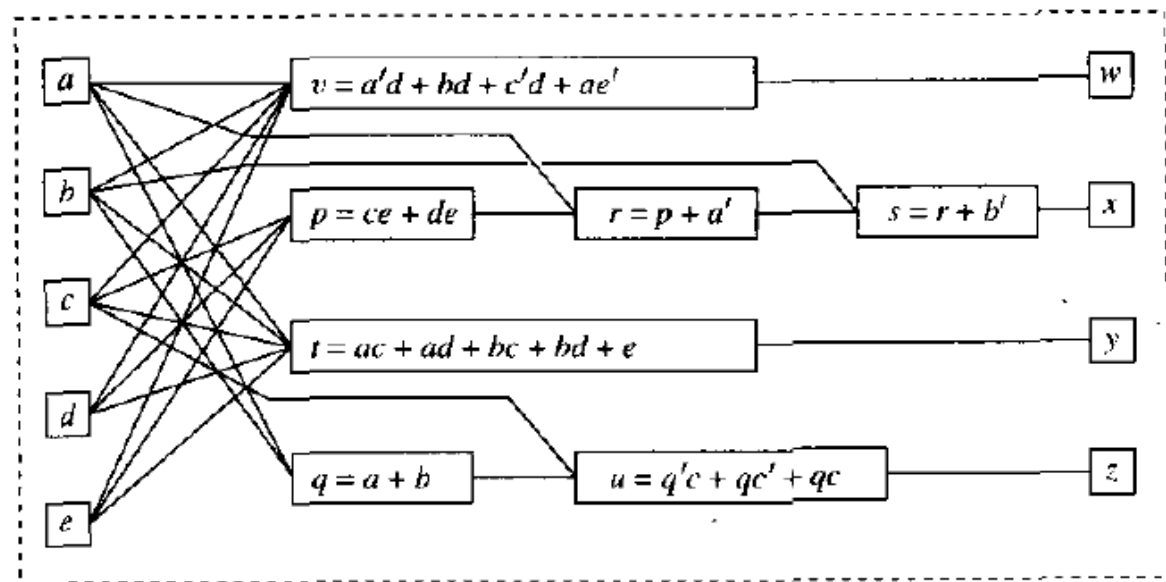 a
v = a'd + bd + c'd + ae'
w
b
p = ce + de
r = p + a'
s = r + b'
x
c
t = ac + ad + bc + bd + e
y
d
q = a + b
u = q'c + qc' + qc
z
e